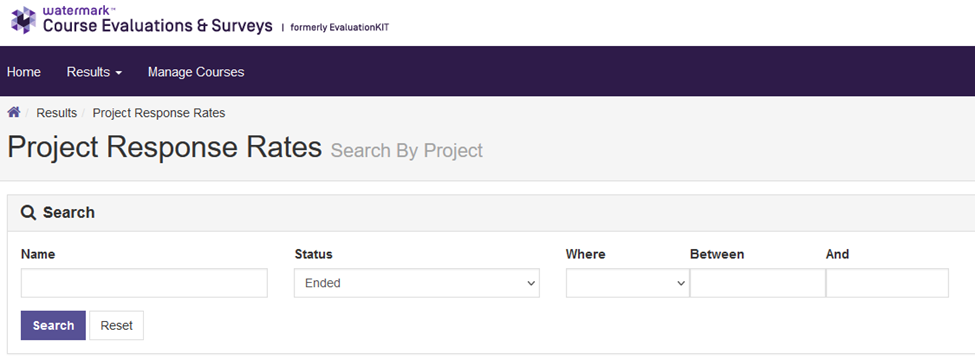 watermark™
Course Evaluations & Surveys | formerly EvaluationKIT
Home Results Manage Courses
/ Results / Project Response Rates
Project Response Rates Search By Project
Search
Name Status Where Between And
Ended
Search Reset